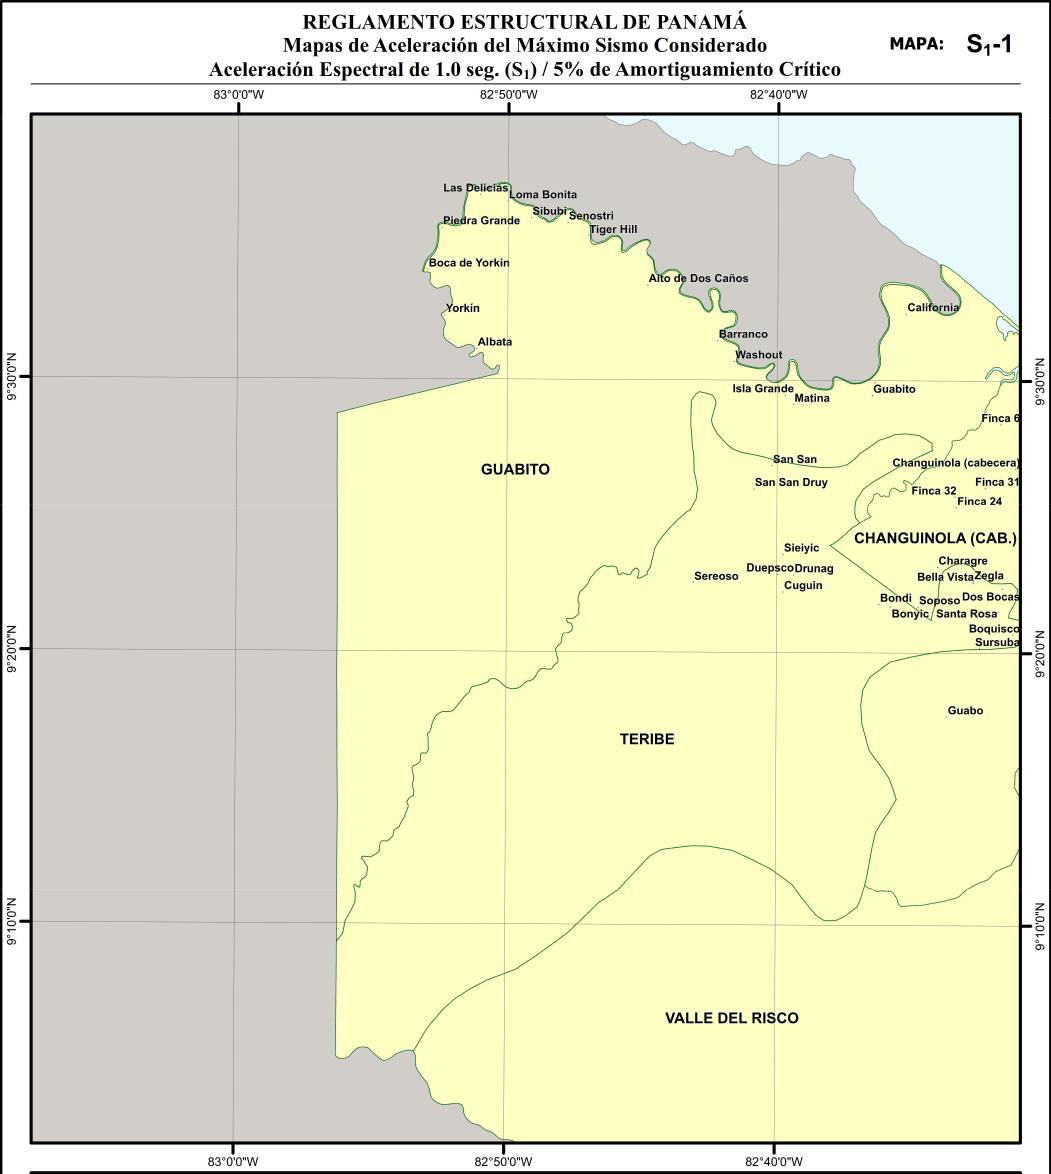 REGLAMENTO ESTRUCTURAL DE PANAMÁ
Mapas de Aceleración del Máximo Sismo Considerado
MAPA: S1-1
Aceleración Espectral de 1.0 seg. (S1) / 5% de Amortiguamiento Crítico
83°0'0"W 82°50'0"W 82°40'0"W
Las Delicias
Loma Bonita
Sibubi
Senostri
Piedra Grande
Tiger Hill
Boca de Yorkin
Alto de Dos Caños
Yorkín
California
Barranco
Albata
Washout
9°30'0"N
9°30'0"N
Isla Grande
Guabito
Matina
Finca 6
San San
Changuinola (cabecera)
GUABITO
San San Druy
Finca 31
Finca 32
Finca 24
CHANGUINOLA (CAB.)
Sieiyic
Charagre
Duepsco
Drunag
Sereoso
Bella Vista
Zegla
Cuguin
Bondi
Soposo
Dos Bocas
Bonyic
Santa Rosa
Boquisco
Sursuba
9°20'0"N
9°20'0"N
Guabo
TERIBE
9°10'0"N
9°10'0"N
VALLE DEL RISCO
83°0'0"W 82°50'0"W 82°40'0"W